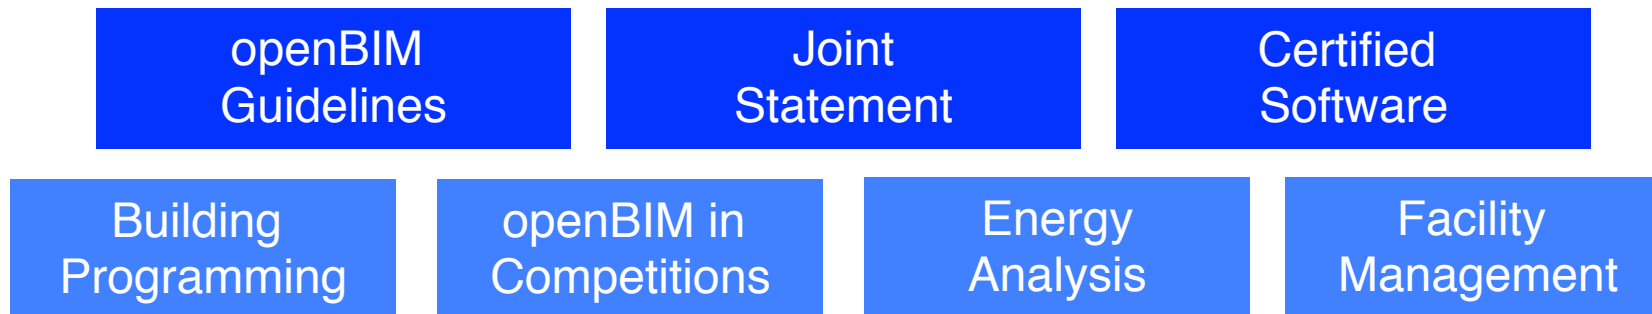 openBIM
Guidelines
Joint
Statement
Certified
Software
Building
Programming
openBIM in
Competitions
Energy
Analysis
Facility
Management